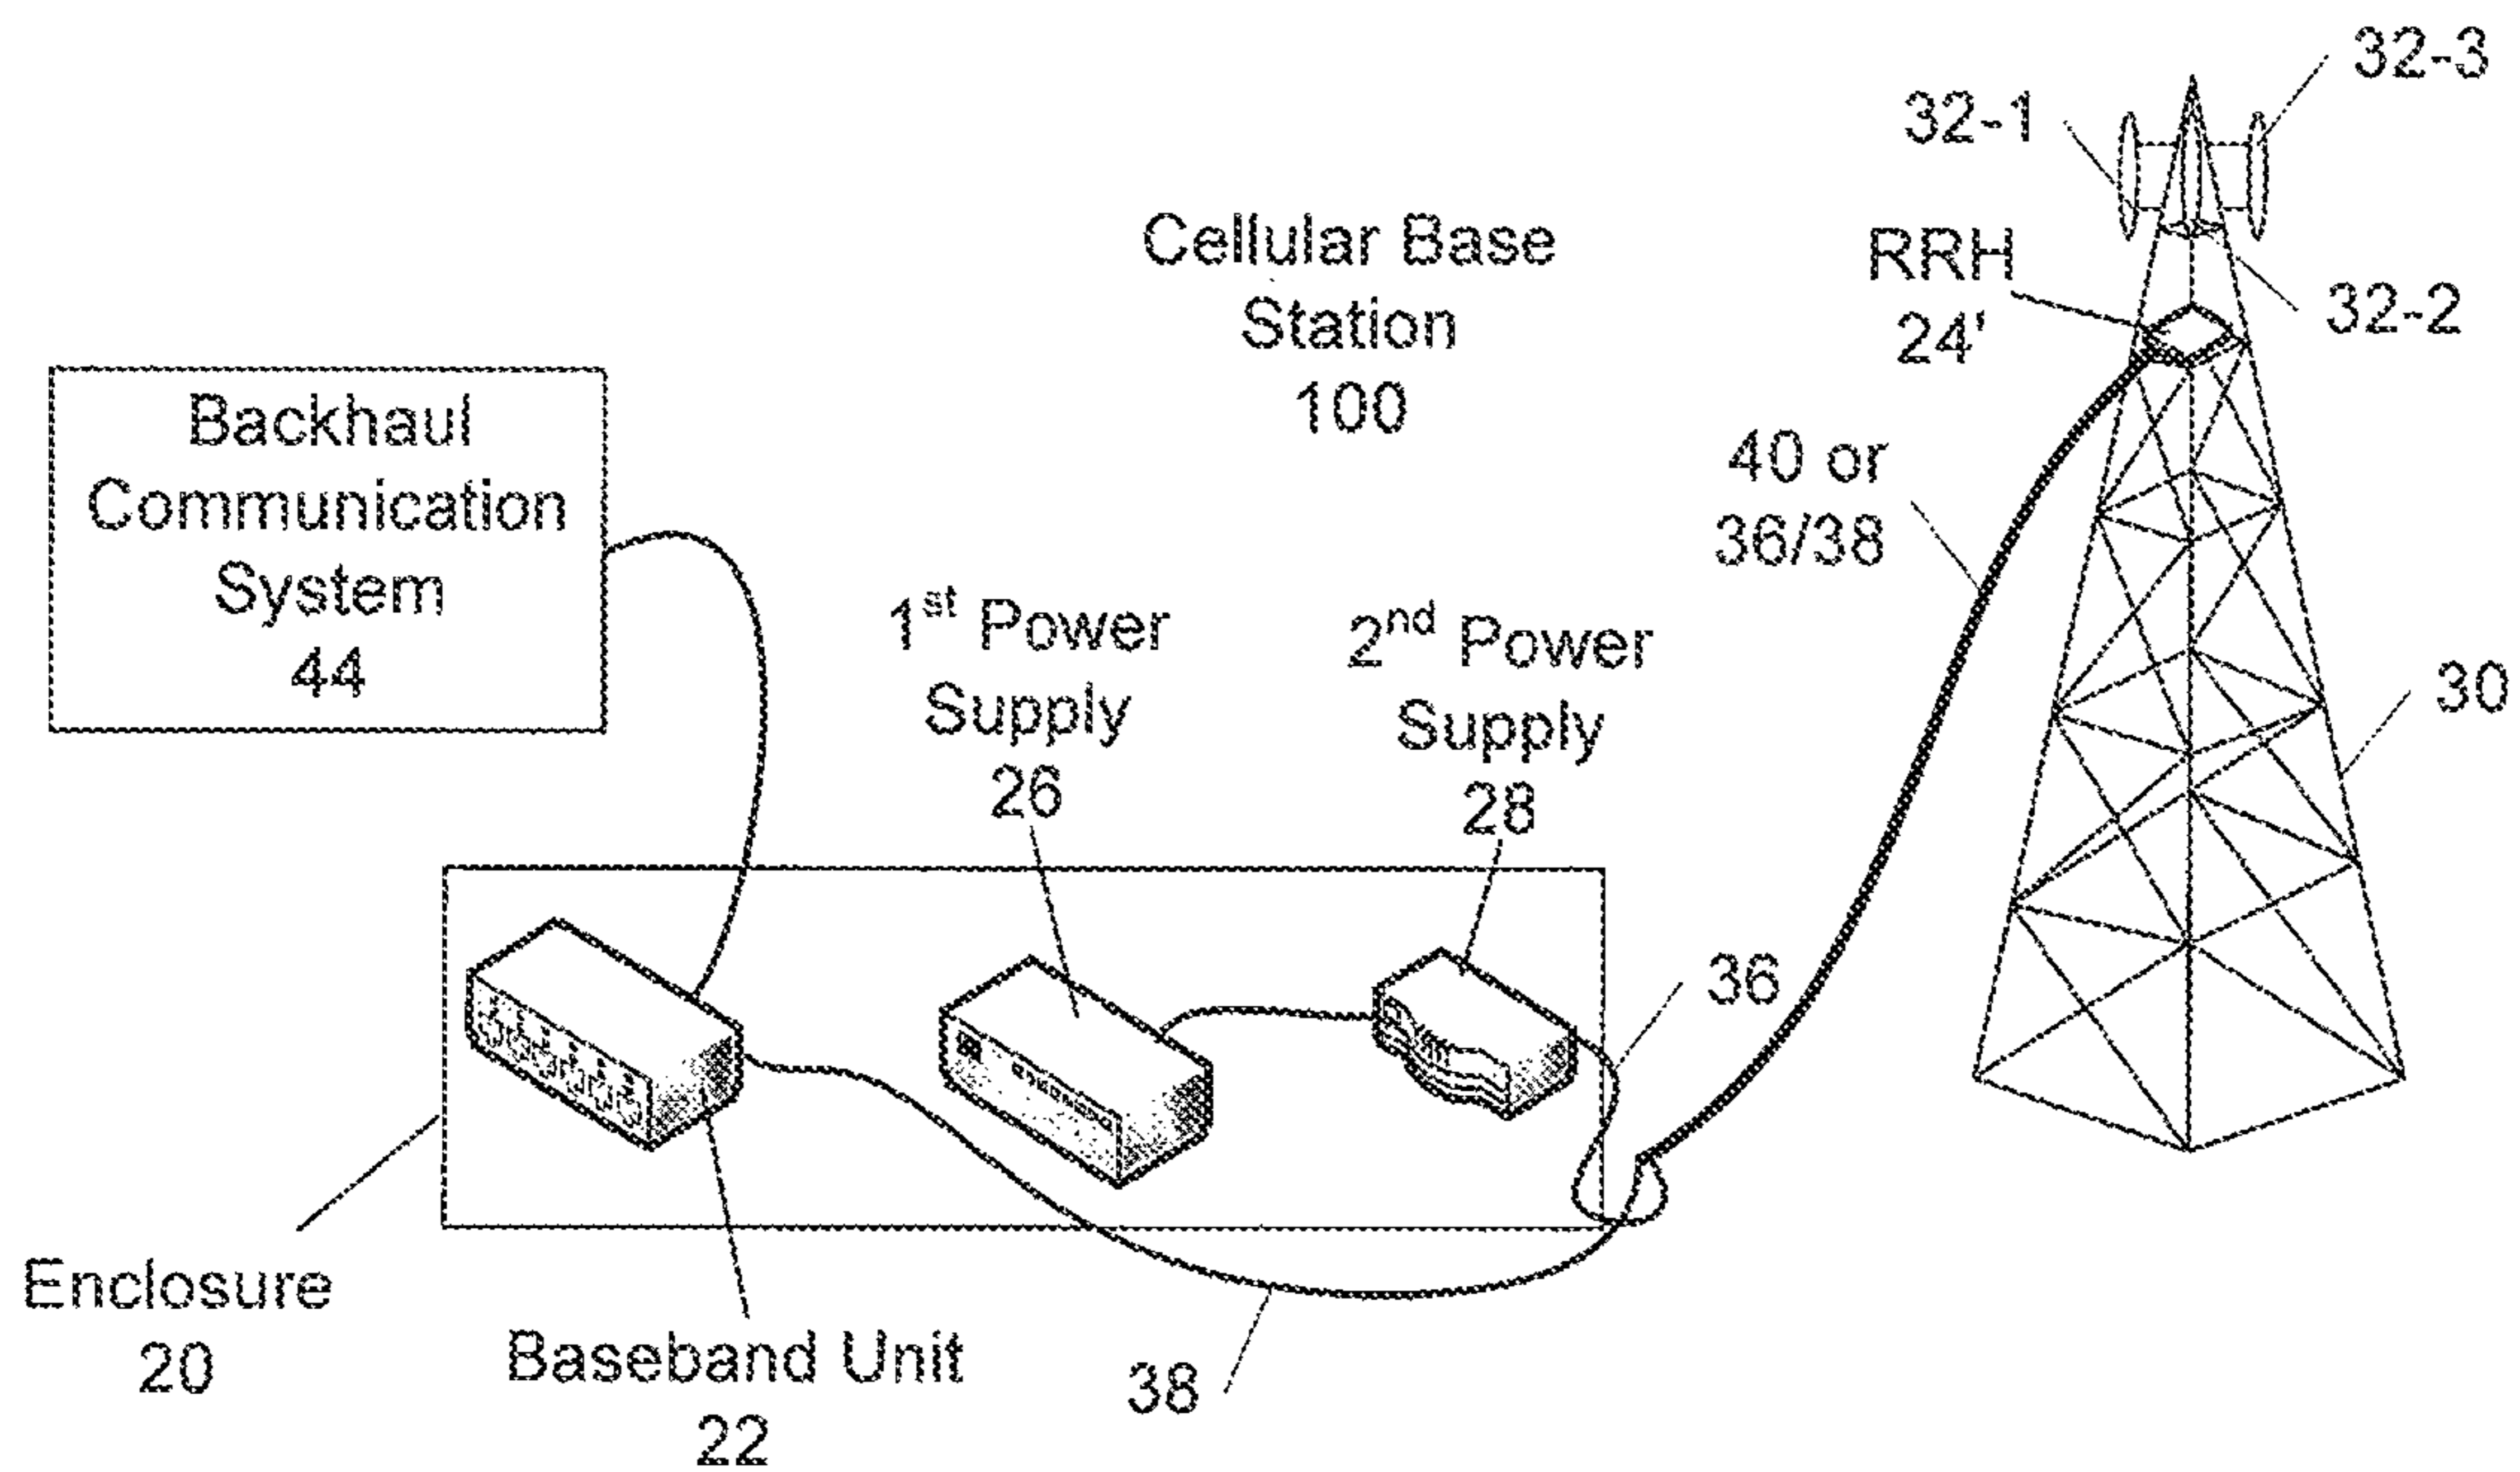 32-3
32-1
Cellular Base
Station
100
RRH
24'
32-2
Backhaul
Communication
System
44
40 or
36/38
1st Power
Supply
26
2nd Power
Supply
28
30
36
Enclosure
20
Baseband Unit
22
38